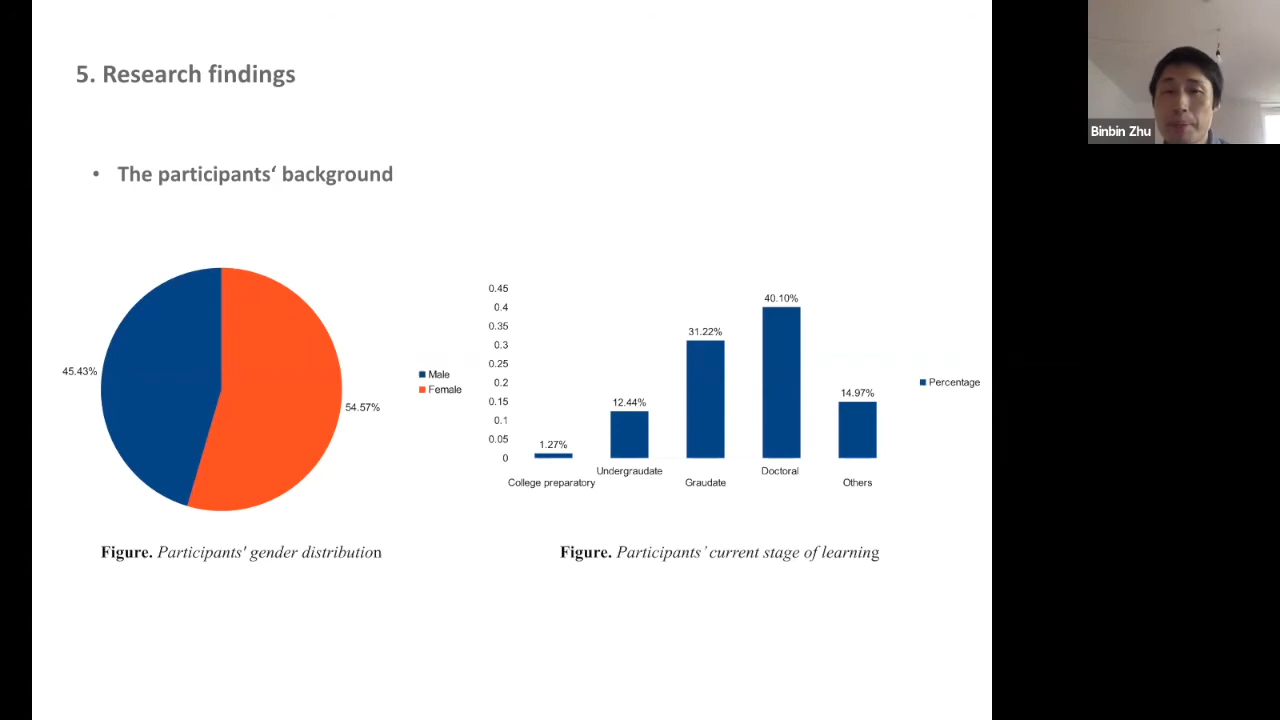 5. Research findings
• The participants‘ background
45.43%
54.57%
Male
Female
0.45
0.4
0.35
0.3
0.25
0.2
0.15
0.1
0.05
0
1.27%
12.44%
31.22%
40.10%
14.97%
College preparatory
Undergraudate
Graudate
Doctoral
Others
Percentage
Figure. Participants' gender distribution
Figure. Participants’ current stage of learning
Binbin Zhu